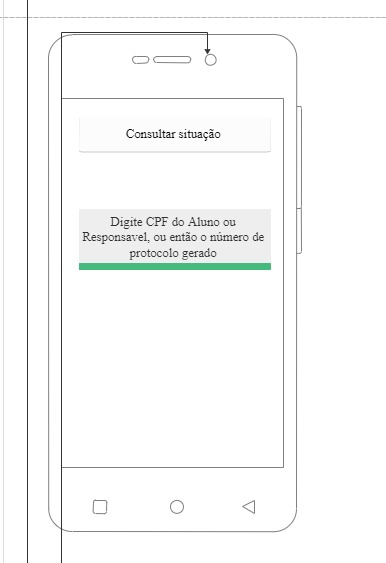 Consultar situação
Digite CPF do Aluno ou
Responsavel, ou então o número de
protocolo gerado